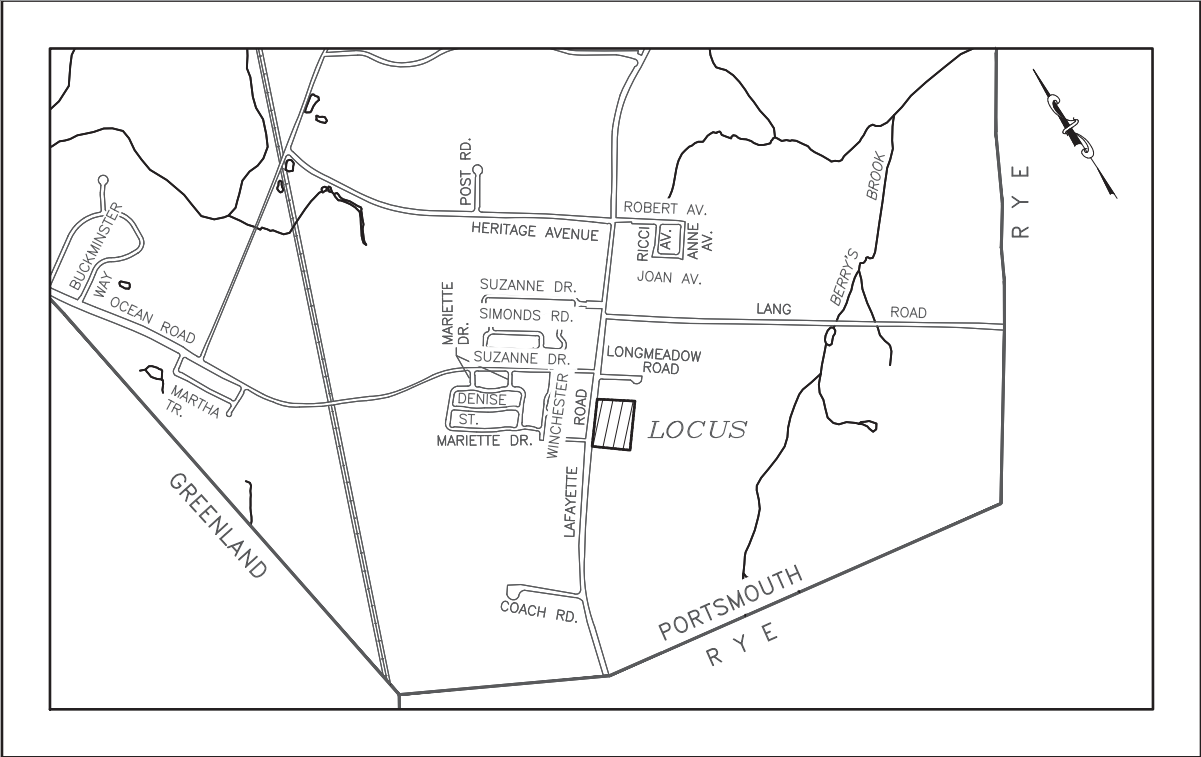 POST RD.
RYE
BROOK
ROBERT AV.
HERITAGE AVENUE
RICCI
AV.
ANNE
AV.
JOAN AV.
BUCKMINSTER
WAY
OCEAN ROAD
BERRY'S
SUZANNE DR.
MARIETTE
DR.
SIMONDS RD.
LANG
ROAD
SUZANNE DR.
LONGMEADOW
ROAD
MARTHA
TR.
DENISE
ST.
WINCHESTER
ROAD
LOCUS
MARIETTE DR.
LAFAYETTE
GREENLAND
COACH RD.
PORTSMOUTH
RYE